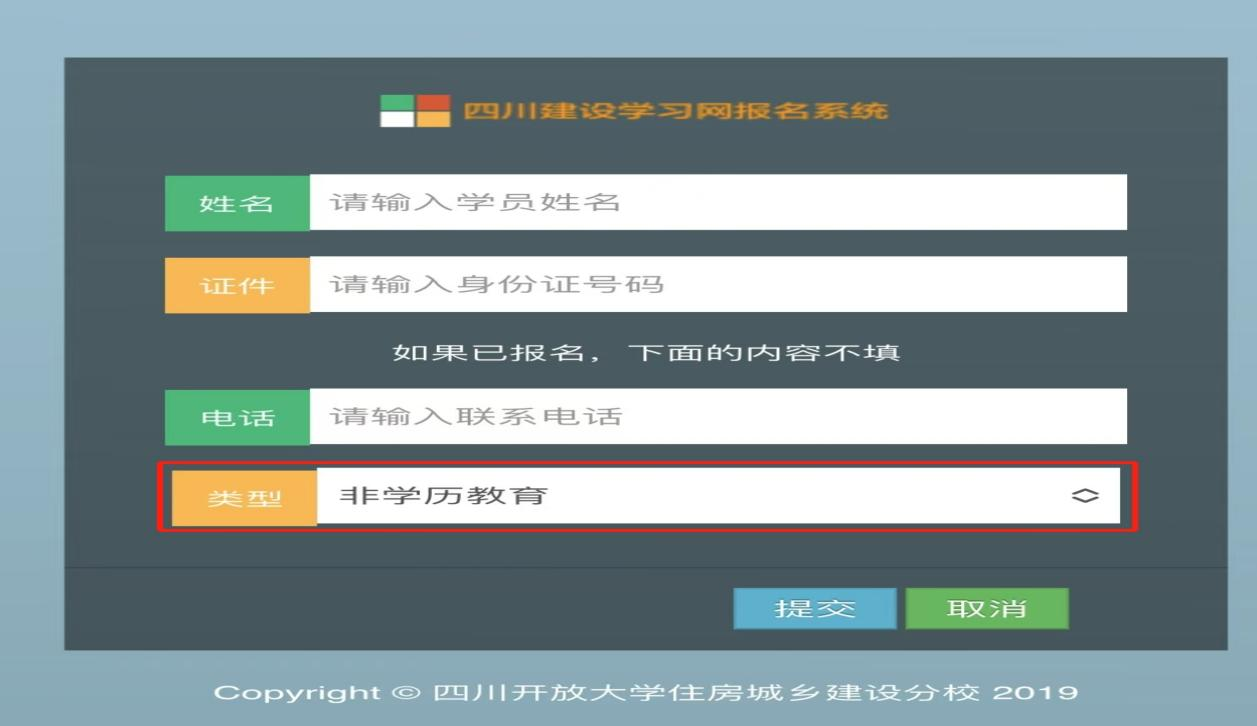 四川建设学习网报名系统
姓名 请输入学员姓名
证件 请输入身份证号码
如果已报名，下面的内容不填
电话 请输入联系电话
类型 非学历教育
提交 取消
Copyright © 四川开放大学住房城乡建设分校 2019